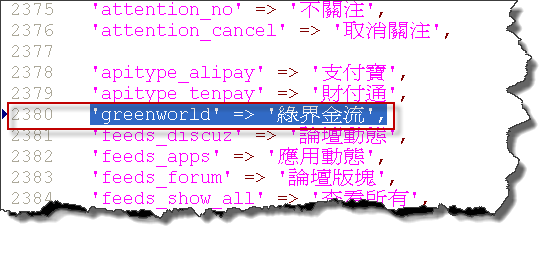 2375 'attention_no' => '不關注',
2376 'attention_cancel' => '取消關注',
2377
2378 'apitype_alipay' => '支付寶',
2379 'apitype_tenpay' => '財付通',
2380 'greenworld' => '綠界金流',
2381 'feeds_discuz' => '論壇動態',
2382 'feeds_apps' => '應用動態',
2383 'feeds_forum' => '論壇版塊',
2384 'feeds_show_all' => '查看所有',